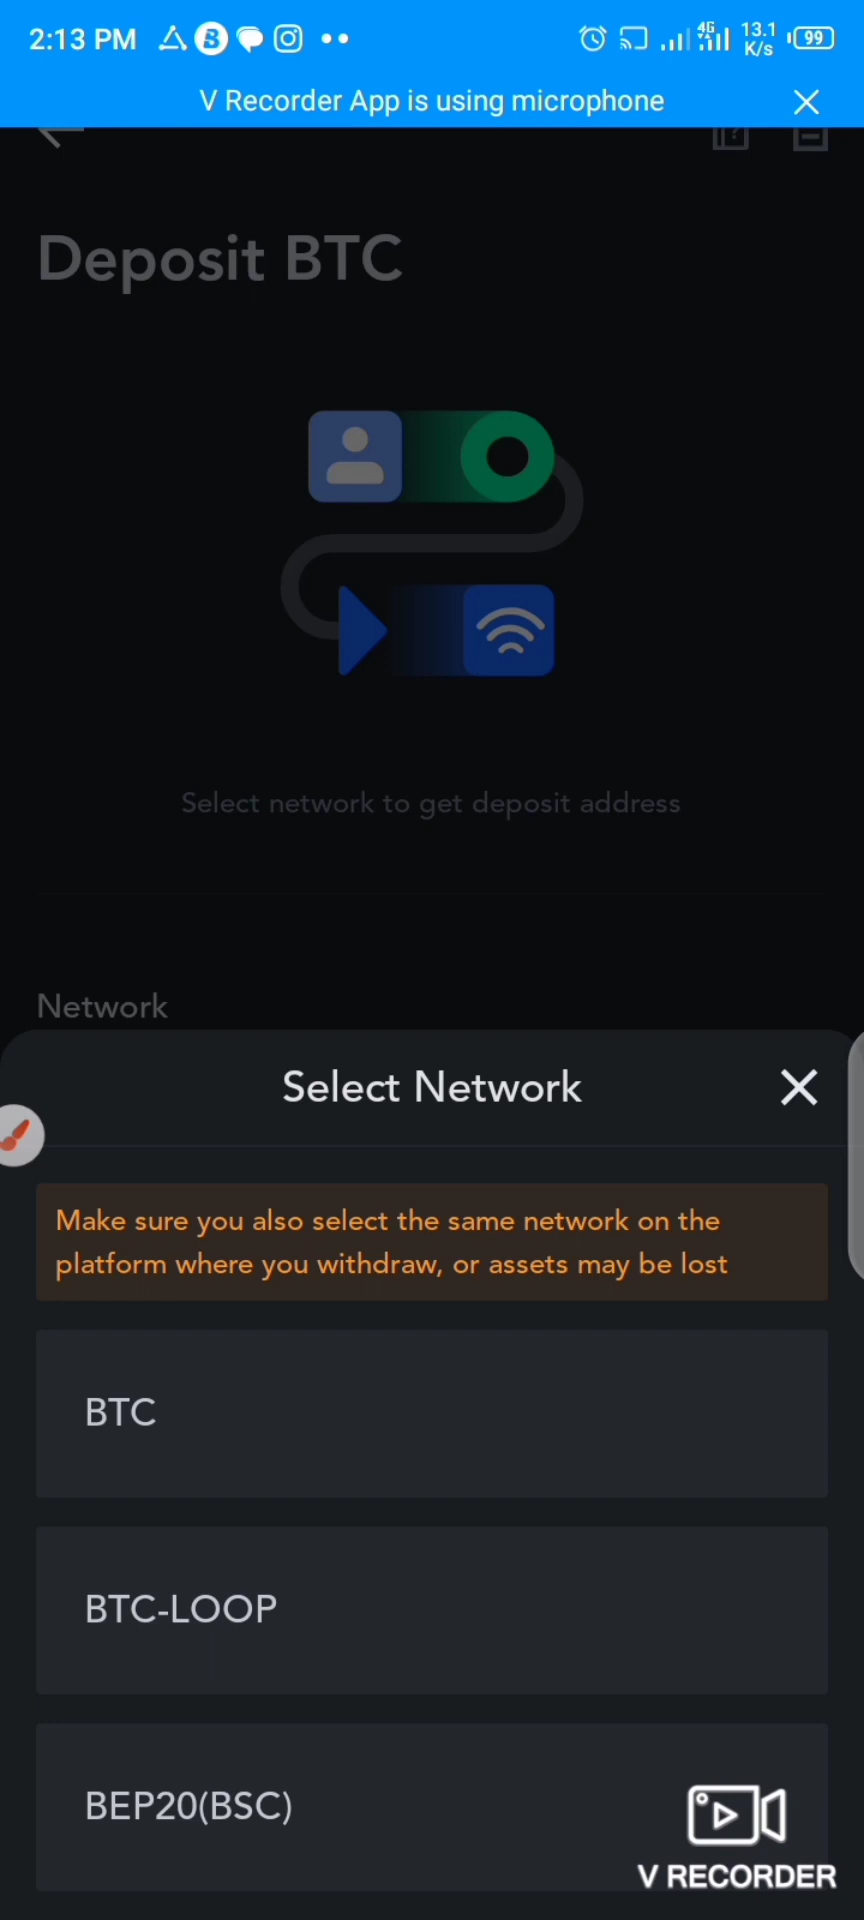 2:13 PM
4G
13.1
K/s
99
V Recorder App is using microphone
Deposit BTC
Select network to get deposit address
Network
Select Network
Make sure you also select the same network on the
platform where you withdraw, or assets may be lost
BTC
BTC-LOOP
BEP20(BSC)
V RECORDER